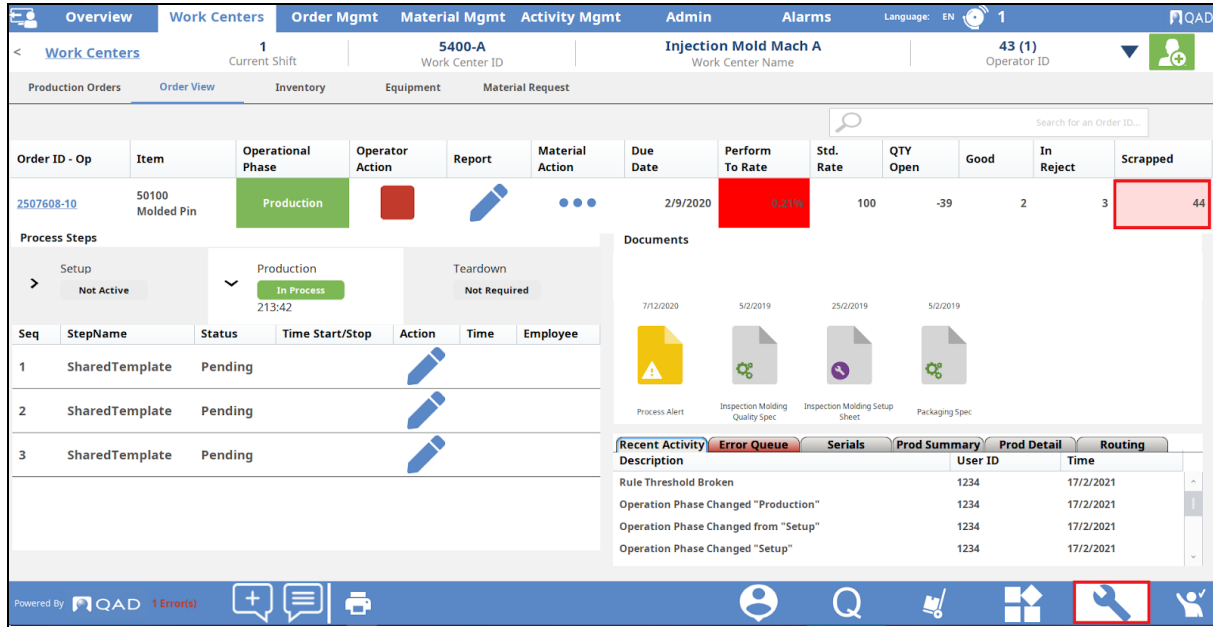 Overview Work Centers Order Mgmt Material Mgmt Activity Mgmt Admin Alarms Language: EN 1 QAD
< Work Centers 1 5400-A Injection Mold Mach A 43 (1)
Current Shift Work Center ID Work Center Name Operator ID
Production Orders Order View Inventory Equipment Material Request
Search for an Order ID...
Order ID - Op Item Operational Phase Operator Action Report Material Action Due Date Perform To Rate Std. Rate QTY Open Good In Reject Scrapped
2507608-10 50100 Molded Pin Production 2/9/2020 0.21% 100 -39 2 3 44
Process Steps
Setup Production Teardown
Not Active In Process Not Required
213:42
Seq StepName Status Time Start/Stop Action Time Employee
1 SharedTemplate Pending
2 SharedTemplate Pending
3 SharedTemplate Pending
Documents
7/12/2020 5/2/2019 25/2/2019 5/2/2019
Process Alert Inspection Molding Quality Spec Inspection Molding Setup Sheet Packaging Spec
Recent Activity Error Queue Serials Prod Summary Prod Detail Routing
Description User ID Time
Rule Threshold Broken 1234 17/2/2021
Operation Phase Changed "Production" 1234 17/2/2021
Operation Phase Changed from "Setup" 1234 17/2/2021
Operation Phase Changed "Setup" 1234 17/2/2021
Powered By QAD 1 Error(s) Q